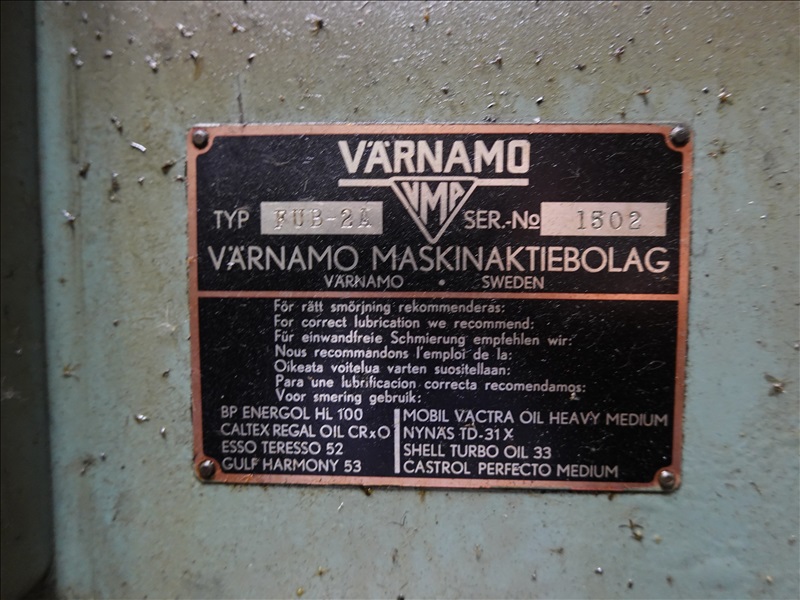 VÄRNAMO
VMA
TYP FUB-2A SER.-No 1502
VÄRNAMO MASKINAKTIEBOLAG
VÄRNAMO · SWEDEN
För rätt smörjning rekommenderas:
For correct lubrication we recommend:
Für einwandfreie Schmierung empfehlen wir:
Nous recommandons l'emploi de la:
Oikeata voitelua varten suositellaan:
Para une lubrificacion correcta recomendamos:
Voor smering gebruik:
BP ENERGOL HL 100
CALTEX REGAL OIL CRxO
ESSO TERESSO 52
GULF HARMONY 53
MOBIL VACTRA OIL HEAVY MEDIUM
NYNÄS TD-31X
SHELL TURBO OIL 33
CASTROL PERFECTO MEDIUM